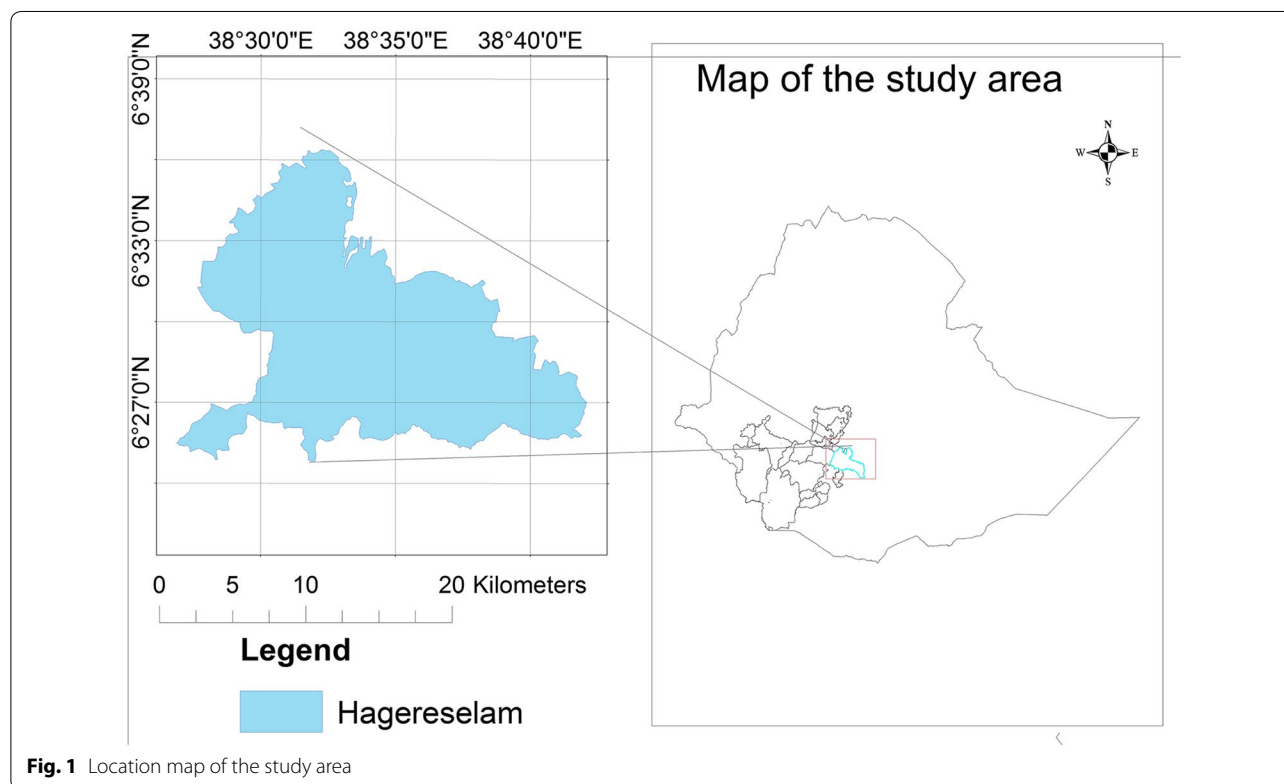 38°30'0"E 38°35'0"E 38°40'0"E
6°39'0"N
6°33'0"N
6°27'0"N
0 5 10 20 Kilometers
Legend
Hagereselam
Map of the study area
N
W E
S
Fig. 1 Location map of the study area